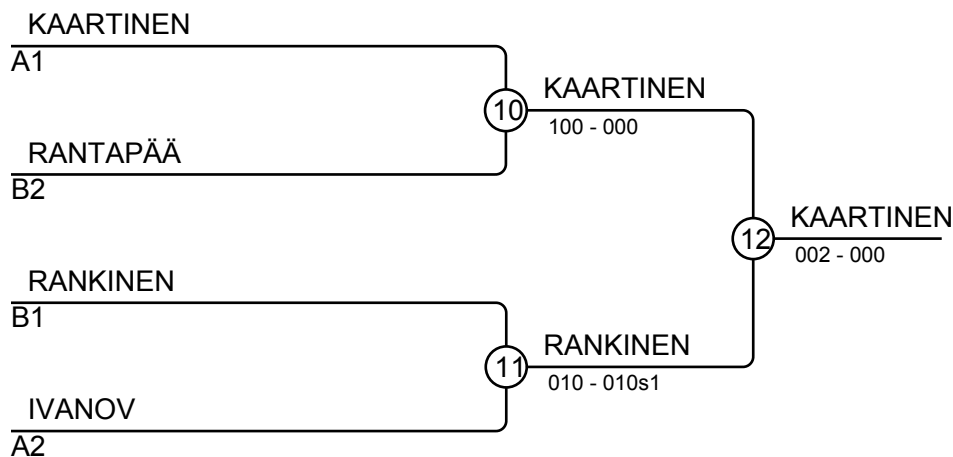 KAARTINEN
A1
10
KAARTINEN
100 - 000
RANTAPÄÄ
B2
12
KAARTINEN
002 - 000
RANKINEN
B1
11
RANKINEN
010 - 010s1
IVANOV
A2